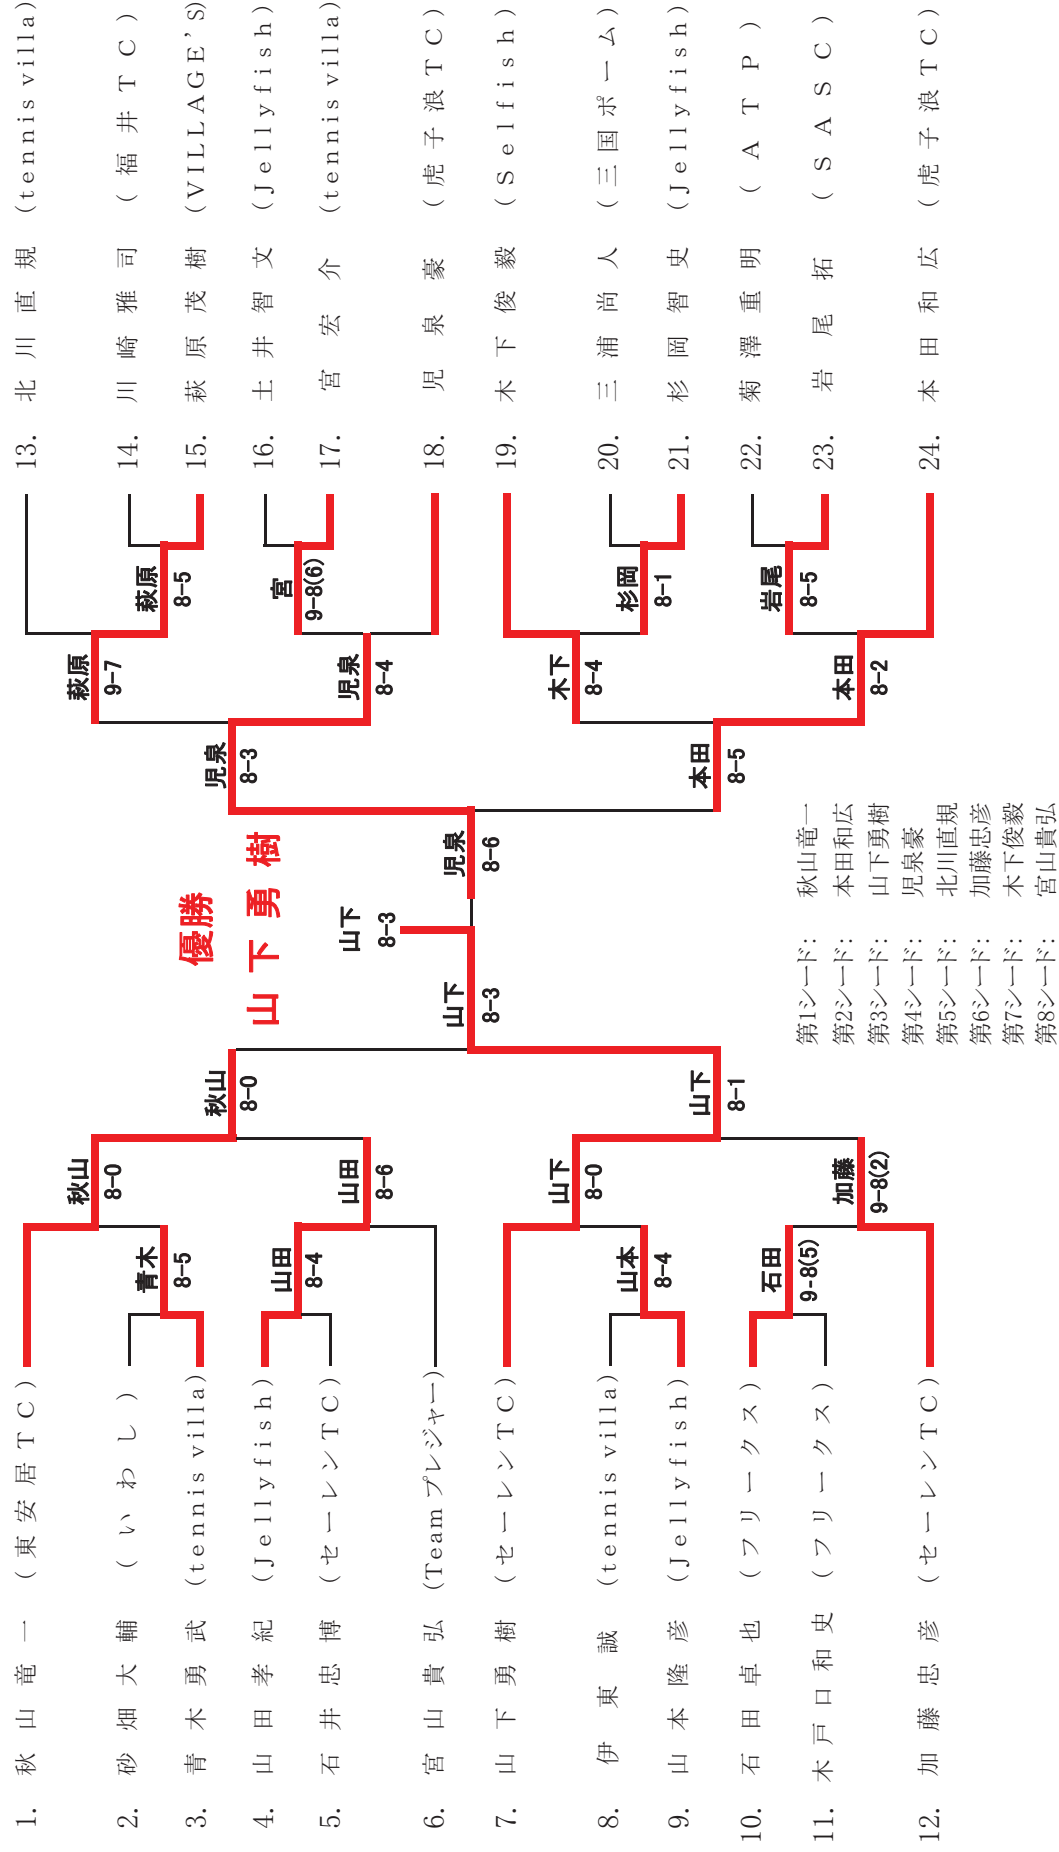 1. 秋山竜一 (東安居TC)
2. 砂畑大輔 (いわし)
3. 青木勇武 (tennis villa)
4. 山田孝紀 (Jellyfish)
5. 石井忠博 (セーレンTC)
6. 宮山貴弘 (Team プレジャー)
7. 山下勇樹 (セーレンTC)
8. 伊東誠 (tennis villa)
9. 山本隆彦 (Jellyfish)
10. 石田卓也 (フリークス)
11. 木戸口和史 (フリークス)
12. 加藤忠彦 (セーレンTC)
青木
8-5
山田
8-4
山本
8-4
石田
9-8(5)
秋山
8-0
山田
8-6
山下
8-0
加藤
9-8(2)
秋山
8-0
山下
8-1
山下
8-3
優勝
山下勇樹
山下
8-3
児泉
8-6
児泉
8-3
本田
8-5
萩原
9-7
児泉
8-4
木下
8-4
本田
8-2
萩原
8-5
宮
9-8(6)
杉岡
8-1
岩尾
8-5
13. 北川直規 (tennis villa)
14. 川崎雅司 (福井TC)
15. 萩原茂樹 (VILLAGE'S)
16. 土井智文 (Jellyfish)
17. 宮宏介 (tennis villa)
18. 児泉豪 (虎子浪TC)
19. 木下俊毅 (Selfish)
20. 三浦尚人 (三国ポーム)
21. 杉岡智史 (Jellyfish)
22. 菊澤重明 (ATP)
23. 岩尾拓 (SASC)
24. 本田和広 (虎子浪TC)
第1シード: 秋山竜一
第2シード: 本田和広
第3シード: 山下勇樹
第4シード: 児泉豪
第5シード: 北川直規
第6シード: 加藤忠彦
第7シード: 木下俊毅
第8シード: 宮山貴弘